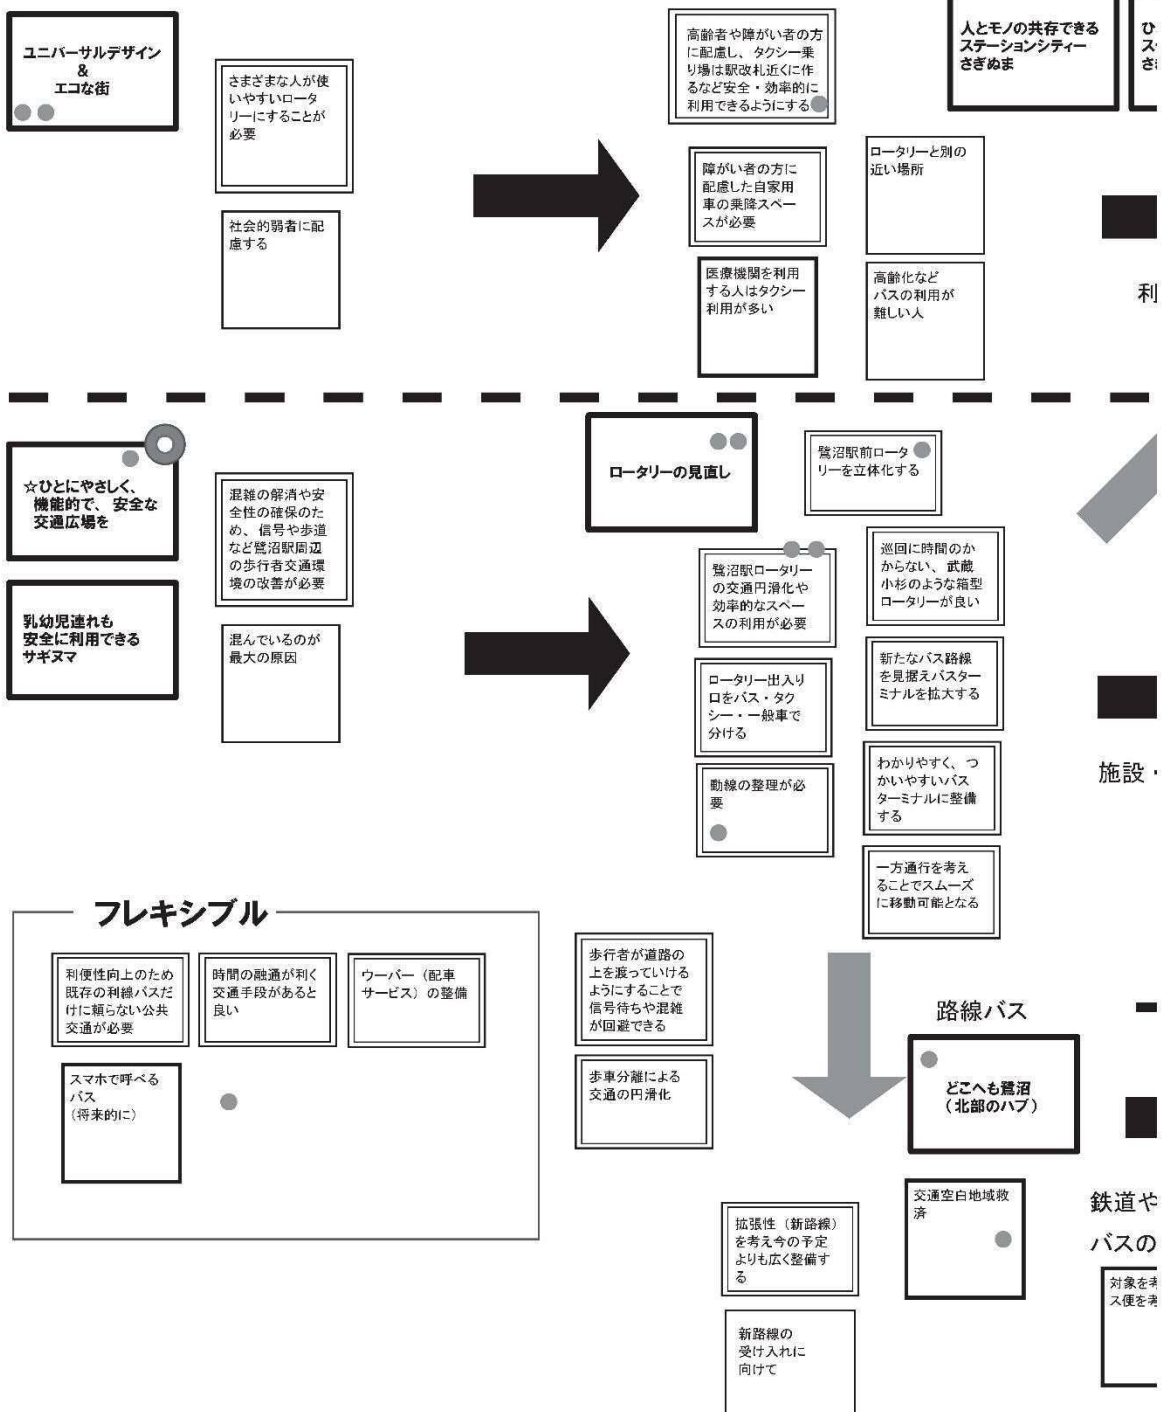 ユニバーサルデザイン
&
エコな街
さまざまな人が使
いやすいロータ
リーにすることが
必要
社会的弱者に配
慮する
高齢者や障がい者の方
に配慮し、タクシー乗
り場は駅改札近くに作
るなど安全・効率的に
利用できるようにする
障がい者の方に
配慮した自家用
車の乗降スペー
スが必要
医療機関を利用
する人はタクシー
利用が多い
ロータリーと別の
近い場所
高齢化など
バスの利用が
難しい人
人とモノの共存できる
ステーションシティー
さぎぬま
ひ
ス
さ
利
☆ひとにやさしく、
機能的で、安全な
交通広場を
乳幼児連れも
安全に利用できる
サギヌマ
混雑の解消や安
全性の確保のた
め、信号や歩道
など鷺沼駅周辺
の歩行者交通環
境の改善が必要
混んでいるのが
最大の原因
ロータリーの見直し
鷺沼駅前ロータ
リーを立体化する
鷺沼駅ロータリー
の交通円滑化や
効率的なスペー
スの利用が必要
ロータリー出入り
口をバス・タク
シー・一般車で
分ける
動線の整理が必
要
巡回に時間のか
からない、武蔵
小杉のような箱型
ロータリーが良い
新たなバス路線
を見据えバスター
ミナルを拡大する
わかりやすく、つ
かいやすいバス
ターミナルに整備
する
一方通行を考え
ることでスムーズ
に移動可能となる
施設・
フレキシブル
利便性向上のため
既存の利線バスだ
けに頼らない公共
交通が必要
時間の融通が利く
交通手段があると
良い
ウーバー（配車
サービス）の整備
スマホで呼べる
バス
（将来的に）
歩行者が道路の
上を渡っていける
ようにすることで
信号待ちや混雑
が回避できる
歩車分離による
交通の円滑化
路線バス
どこへも鷺沼
（北部のハブ）
交通空白地域救
済
拡張性（新路線）
を考え今の予定
よりも広く整備す
る
新路線の
受け入れに
向けて
鉄道や
バスの
対象を考
ス便を考